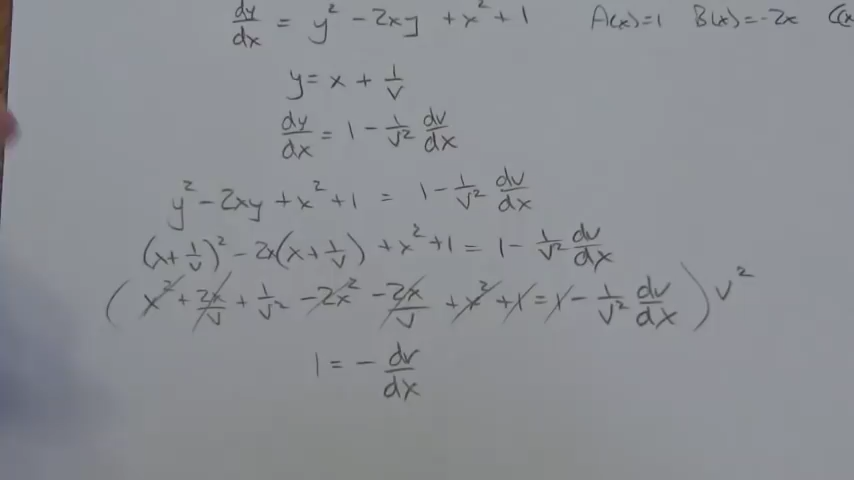 dy/dx = y² - 2xy + x² + 1 A(x)=1 B(x)=-2x C(x
y = x + 1/v
dy/dx = 1 - 1/v² dv/dx
y² - 2xy + x² + 1 = 1 - 1/v² dv/dx
(x + 1/v)² - 2x(x + 1/v) + x² + 1 = 1 - 1/v² dv/dx
(x² + 2x/v + 1/v² - 2x² - 2x/v + x² + 1 = 1 - 1/v² dv/dx) v²
1 = - dv/dx